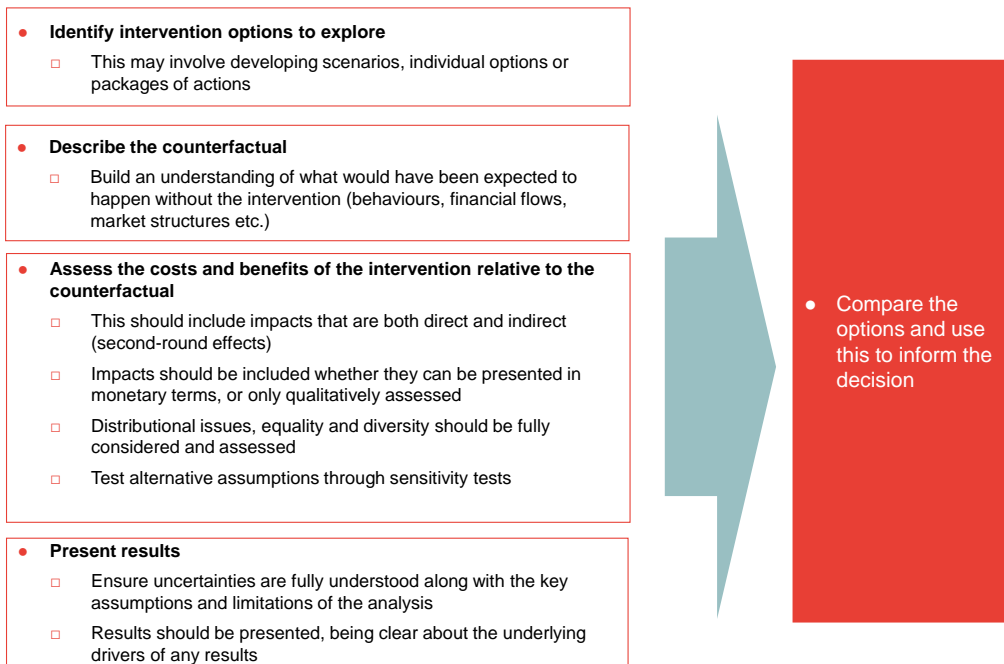 ● Identify intervention options to explore
□ This may involve developing scenarios, individual options or
packages of actions
● Describe the counterfactual
□ Build an understanding of what would have been expected to
happen without the intervention (behaviours, financial flows,
market structures etc.)
● Assess the costs and benefits of the intervention relative to the
counterfactual
□ This should include impacts that are both direct and indirect
(second-round effects)
□ Impacts should be included whether they can be presented in
monetary terms, or only qualitatively assessed
□ Distributional issues, equality and diversity should be fully
considered and assessed
□ Test alternative assumptions through sensitivity tests
● Present results
□ Ensure uncertainties are fully understood along with the key
assumptions and limitations of the analysis
□ Results should be presented, being clear about the underlying
drivers of any results
● Compare the
options and use
this to inform the
decision